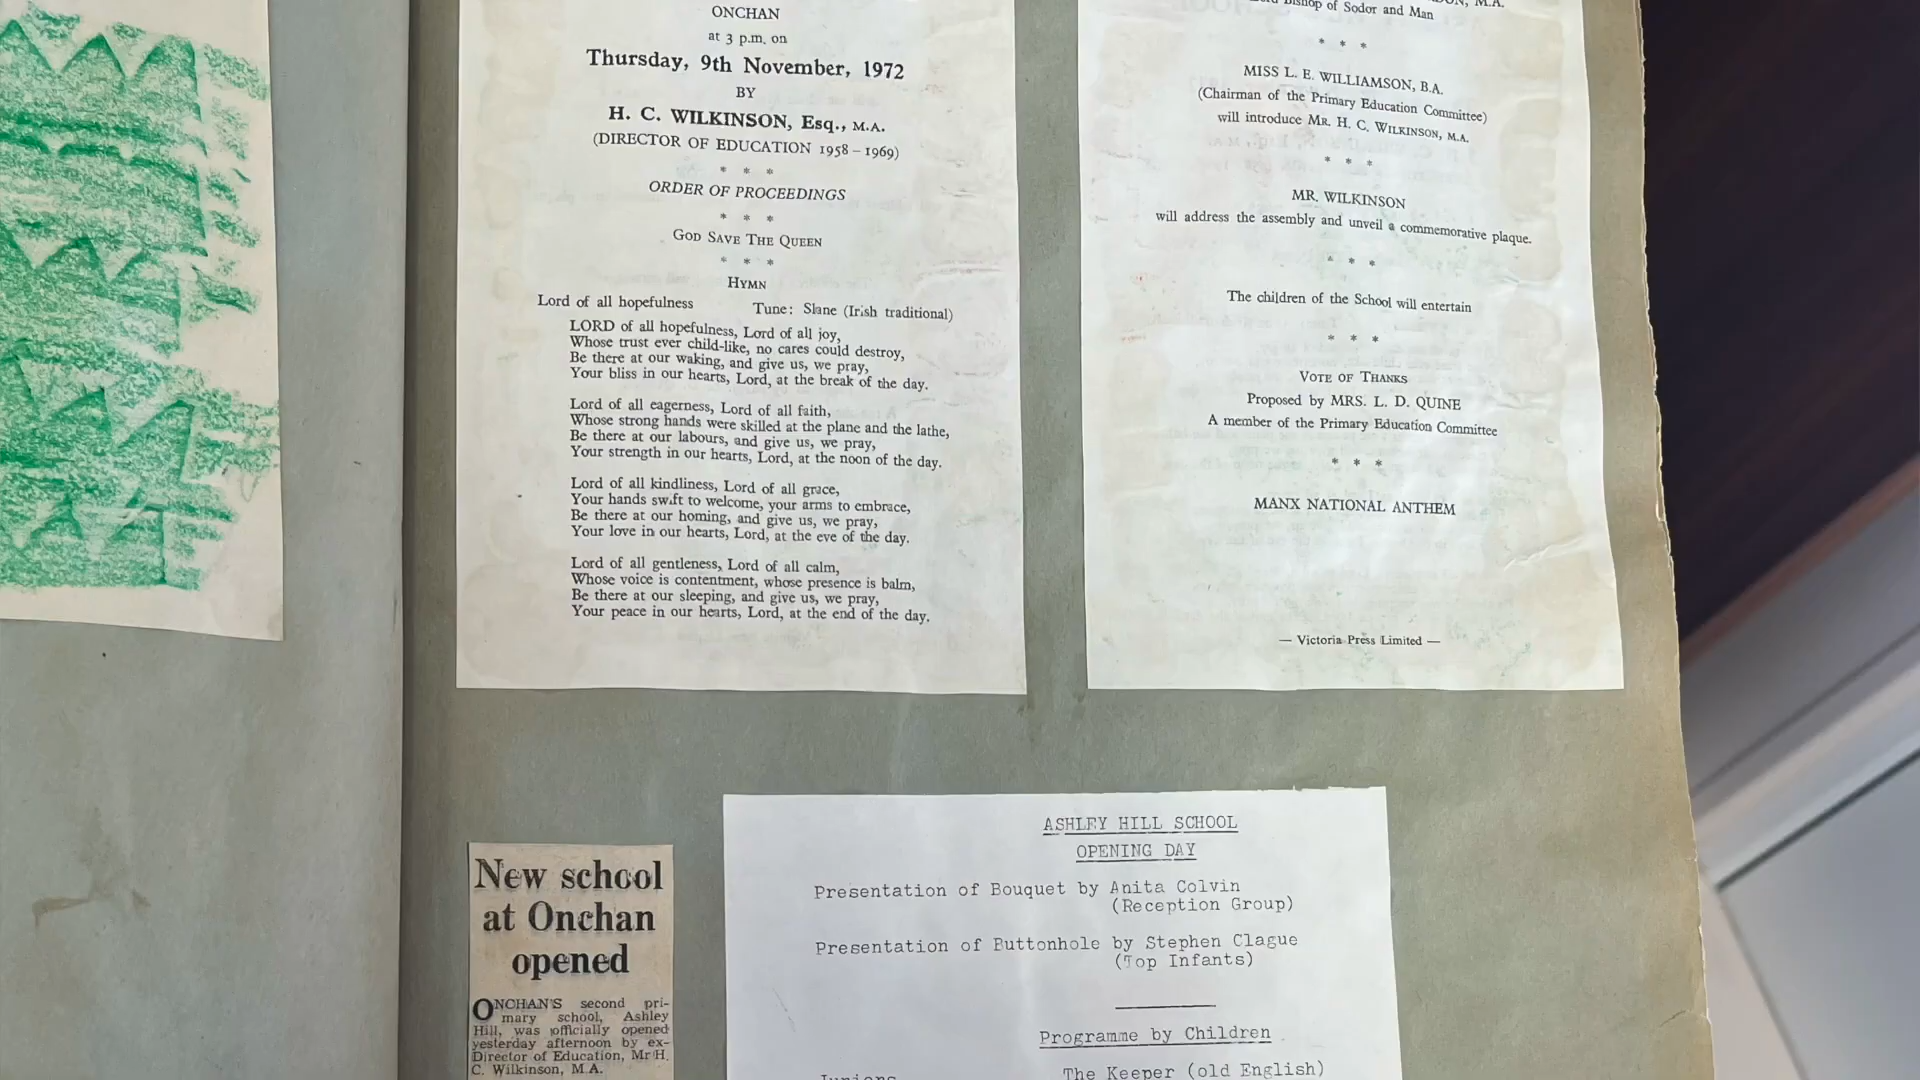 ONCHAN
at 3 p.m. on
Thursday, 9th November, 1972
BY
H. C. WILKINSON, Esq., M.A.
(DIRECTOR OF EDUCATION 1958 – 1969)
* * *
ORDER OF PROCEEDINGS
* * *
GOD SAVE THE QUEEN
* * *
HYMN
Lord of all hopefulness Tune: Slane (Irish traditional)
LORD of all hopefulness, Lord of all joy,
Whose trust ever child-like, no cares could destroy,
Be there at our waking, and give us, we pray,
Your bliss in our hearts, Lord, at the break of the day.
Lord of all eagerness, Lord of all faith,
Whose strong hands were skilled at the plane and the lathe,
Be there at our labours, and give us, we pray,
Your strength in our hearts, Lord, at the noon of the day.
Lord of all kindliness, Lord of all grace,
Your hands swift to welcome, your arms to embrace,
Be there at our homing, and give us, we pray,
Your love in our hearts, Lord, at the eve of the day.
Lord of all gentleness, Lord of all calm,
Whose voice is contentment, whose presence is balm,
Be there at our sleeping, and give us, we pray,
Your peace in our hearts, Lord, at the end of the day.
M.A.
Bishop of Sodor and Man
* * *
MISS L. E. WILLIAMSON, B.A.
(Chairman of the Primary Education Committee)
will introduce MR. H. C. WILKINSON, M.A.
* * *
MR. WILKINSON
will address the assembly and unveil a commemorative plaque.
* * *
The children of the School will entertain
* * *
VOTE OF THANKS
Proposed by MRS. L. D. QUINE
A member of the Primary Education Committee
* * *
MANX NATIONAL ANTHEM
— Victoria Press Limited —
New school
at Onchan
opened
ONCHAN'S second pri-
mary school, Ashley
Hill, was officially opened
yesterday afternoon by ex-
Director of Education, Mr H.
C. Wilkinson, M.A.
ASHLEY HILL SCHOOL
OPENING DAY
Presentation of Bouquet by Anita Colvin
(Reception Group)
Presentation of Buttonhole by Stephen Clague
(Top Infants)
Programme by Children
Juniors The Keeper (old English)